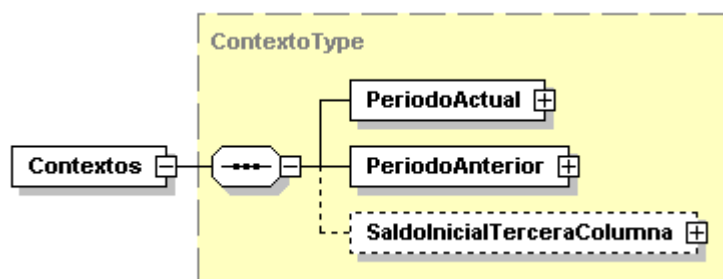 ContextoType
PeriodoActual
Contextos
PeriodoAnterior
SaldoInicialTerceraColumna